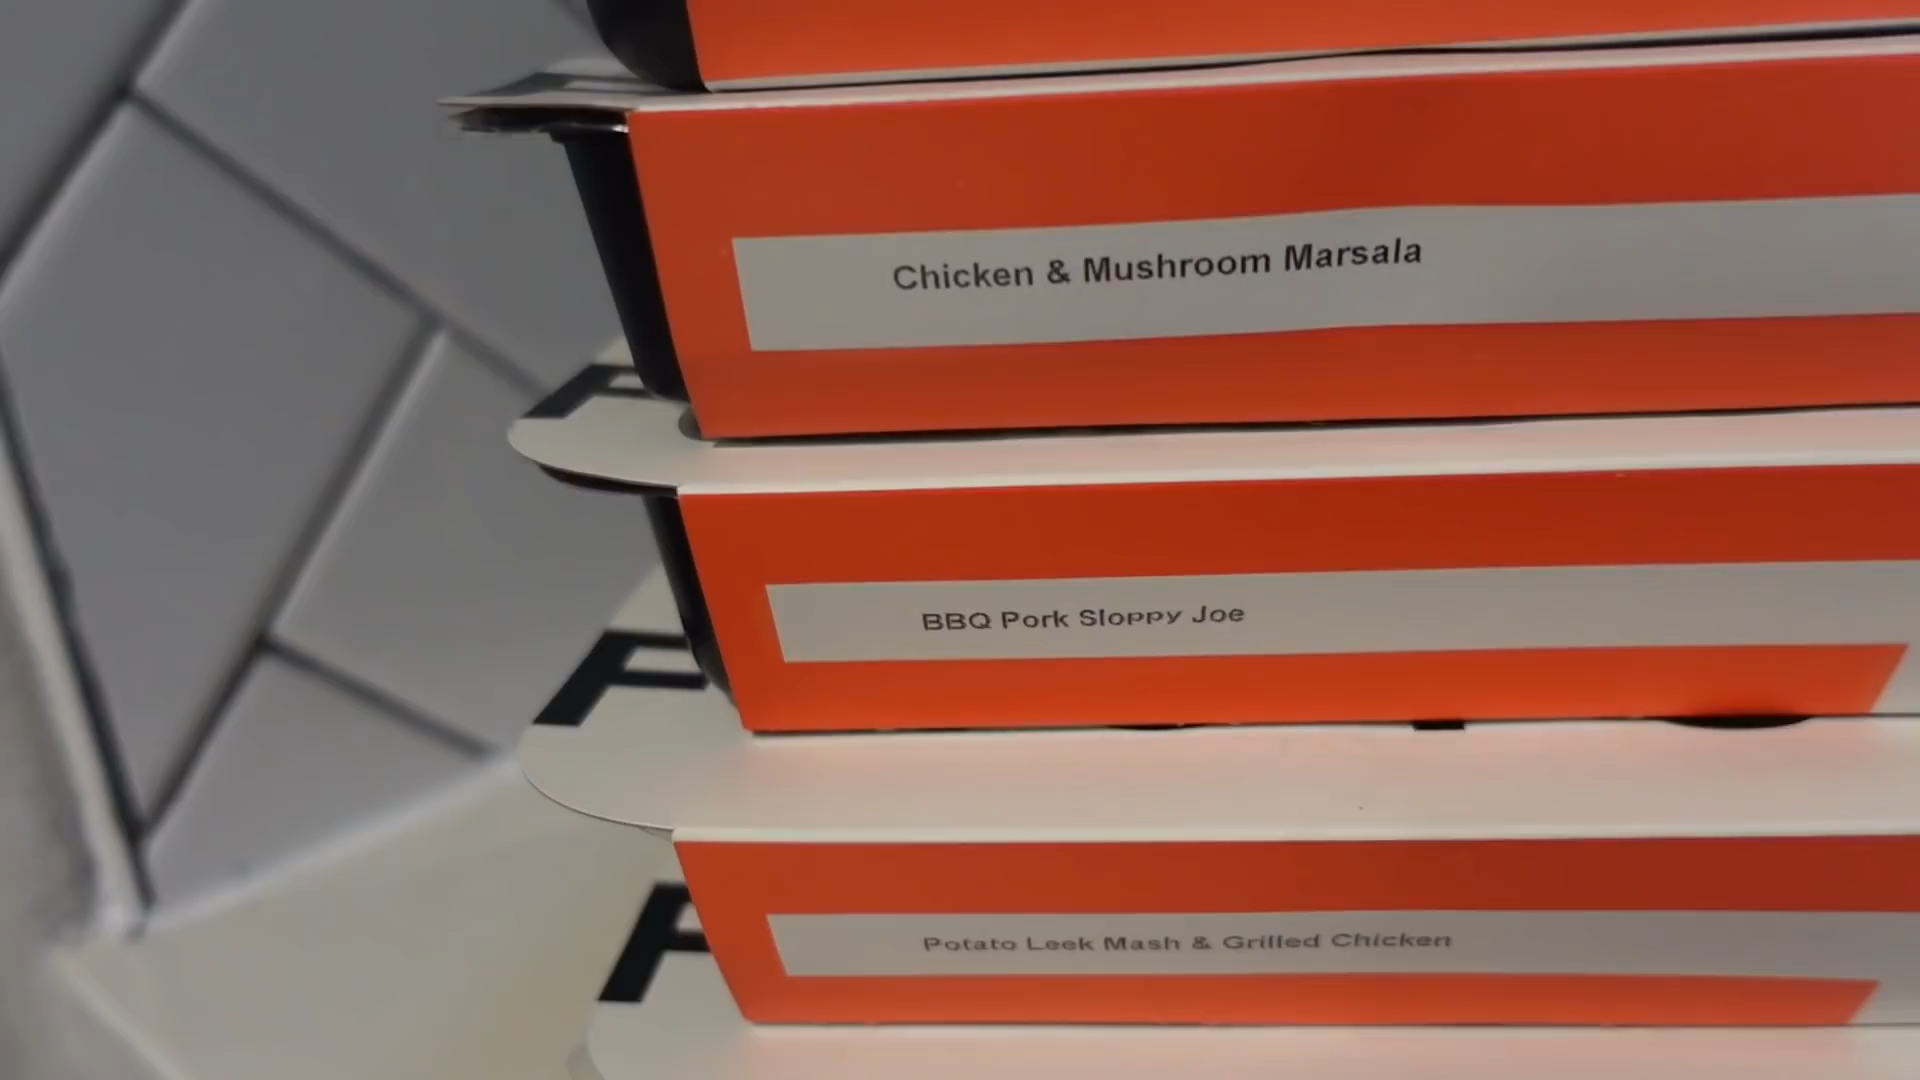 Chicken & Mushroom Marsala
BBQ Pork Sloppy Joe
Potato Leek Mash & Grilled Chicken